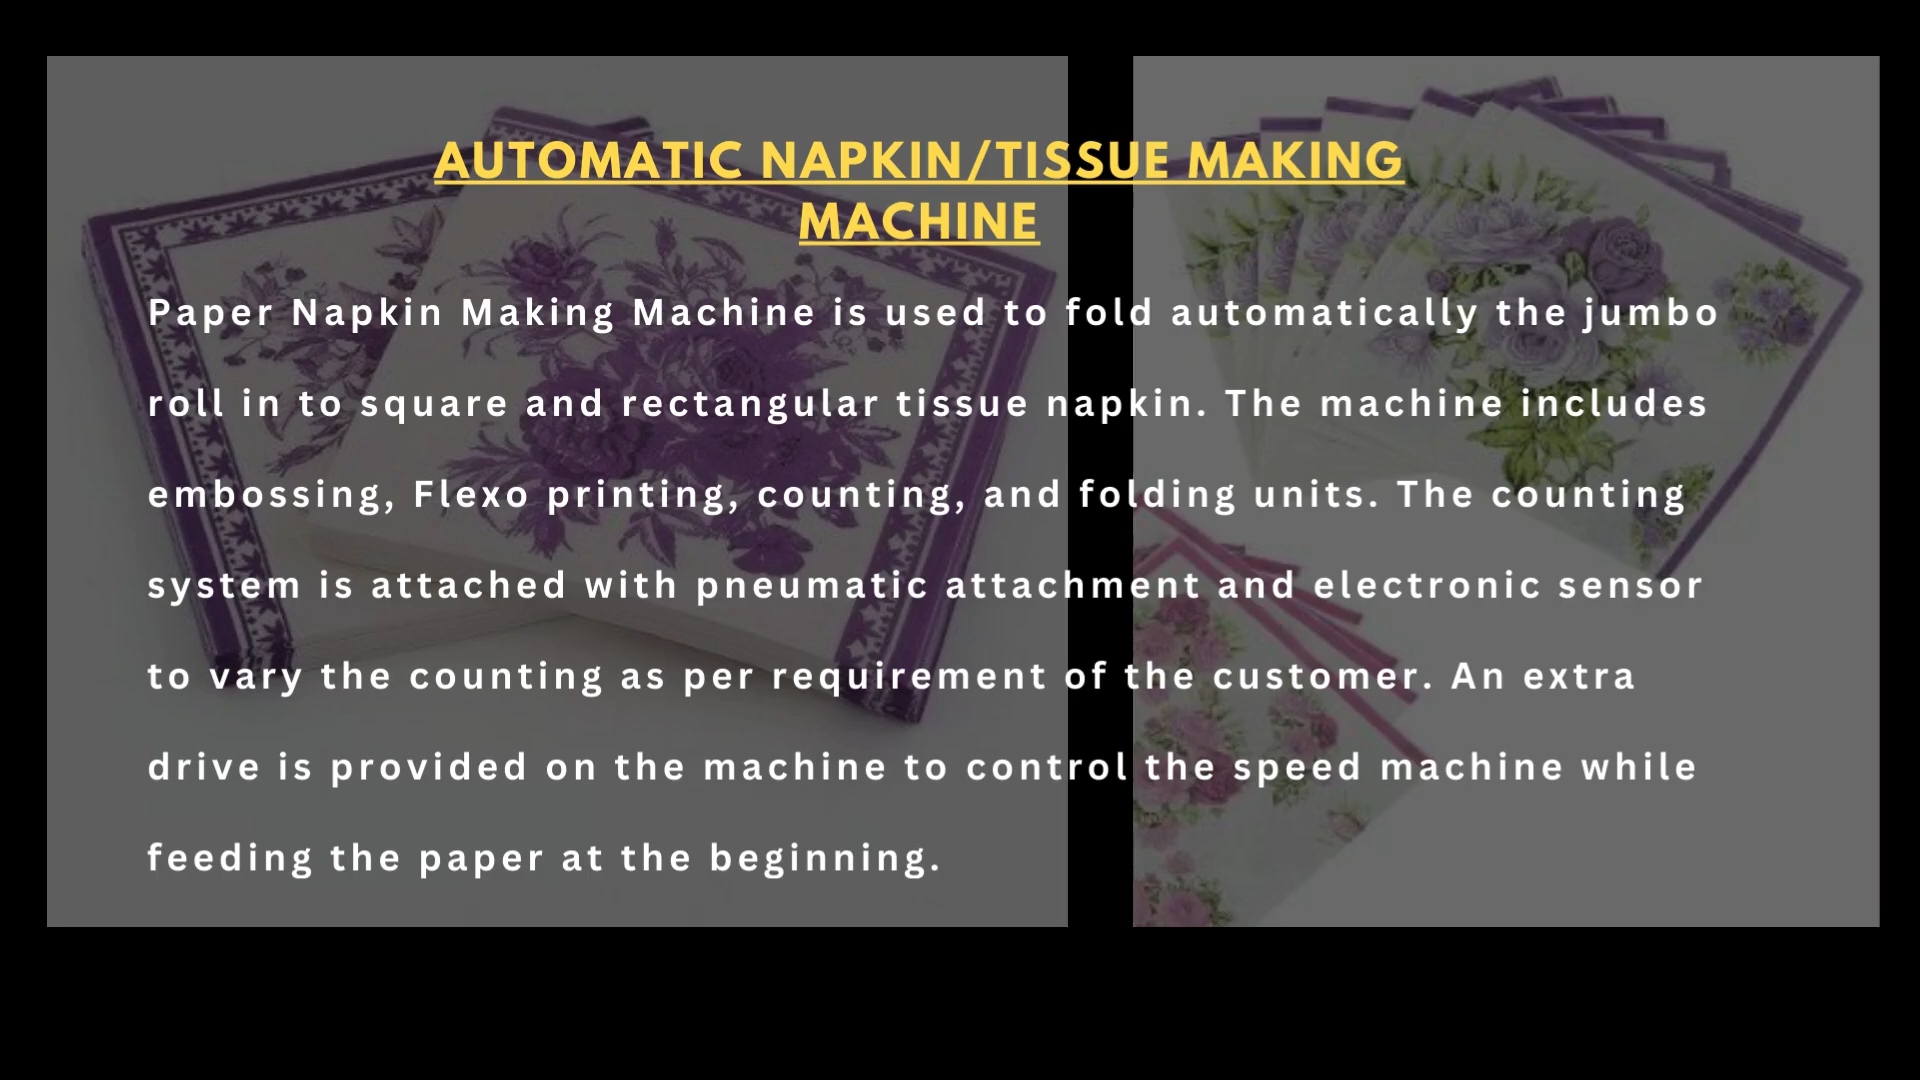 AUTOMATIC NAPKIN/TISSUE MAKING
MACHINE
Paper Napkin Making Machine is used to fold automatically the jumbo
roll in to square and rectangular tissue napkin. The machine includes
embossing, Flexo printing, counting, and folding units. The counting
system is attached with pneumatic attachment and electronic sensor
to vary the counting as per requirement of the customer. An extra
drive is provided on the machine to control the speed machine while
feeding the paper at the beginning.